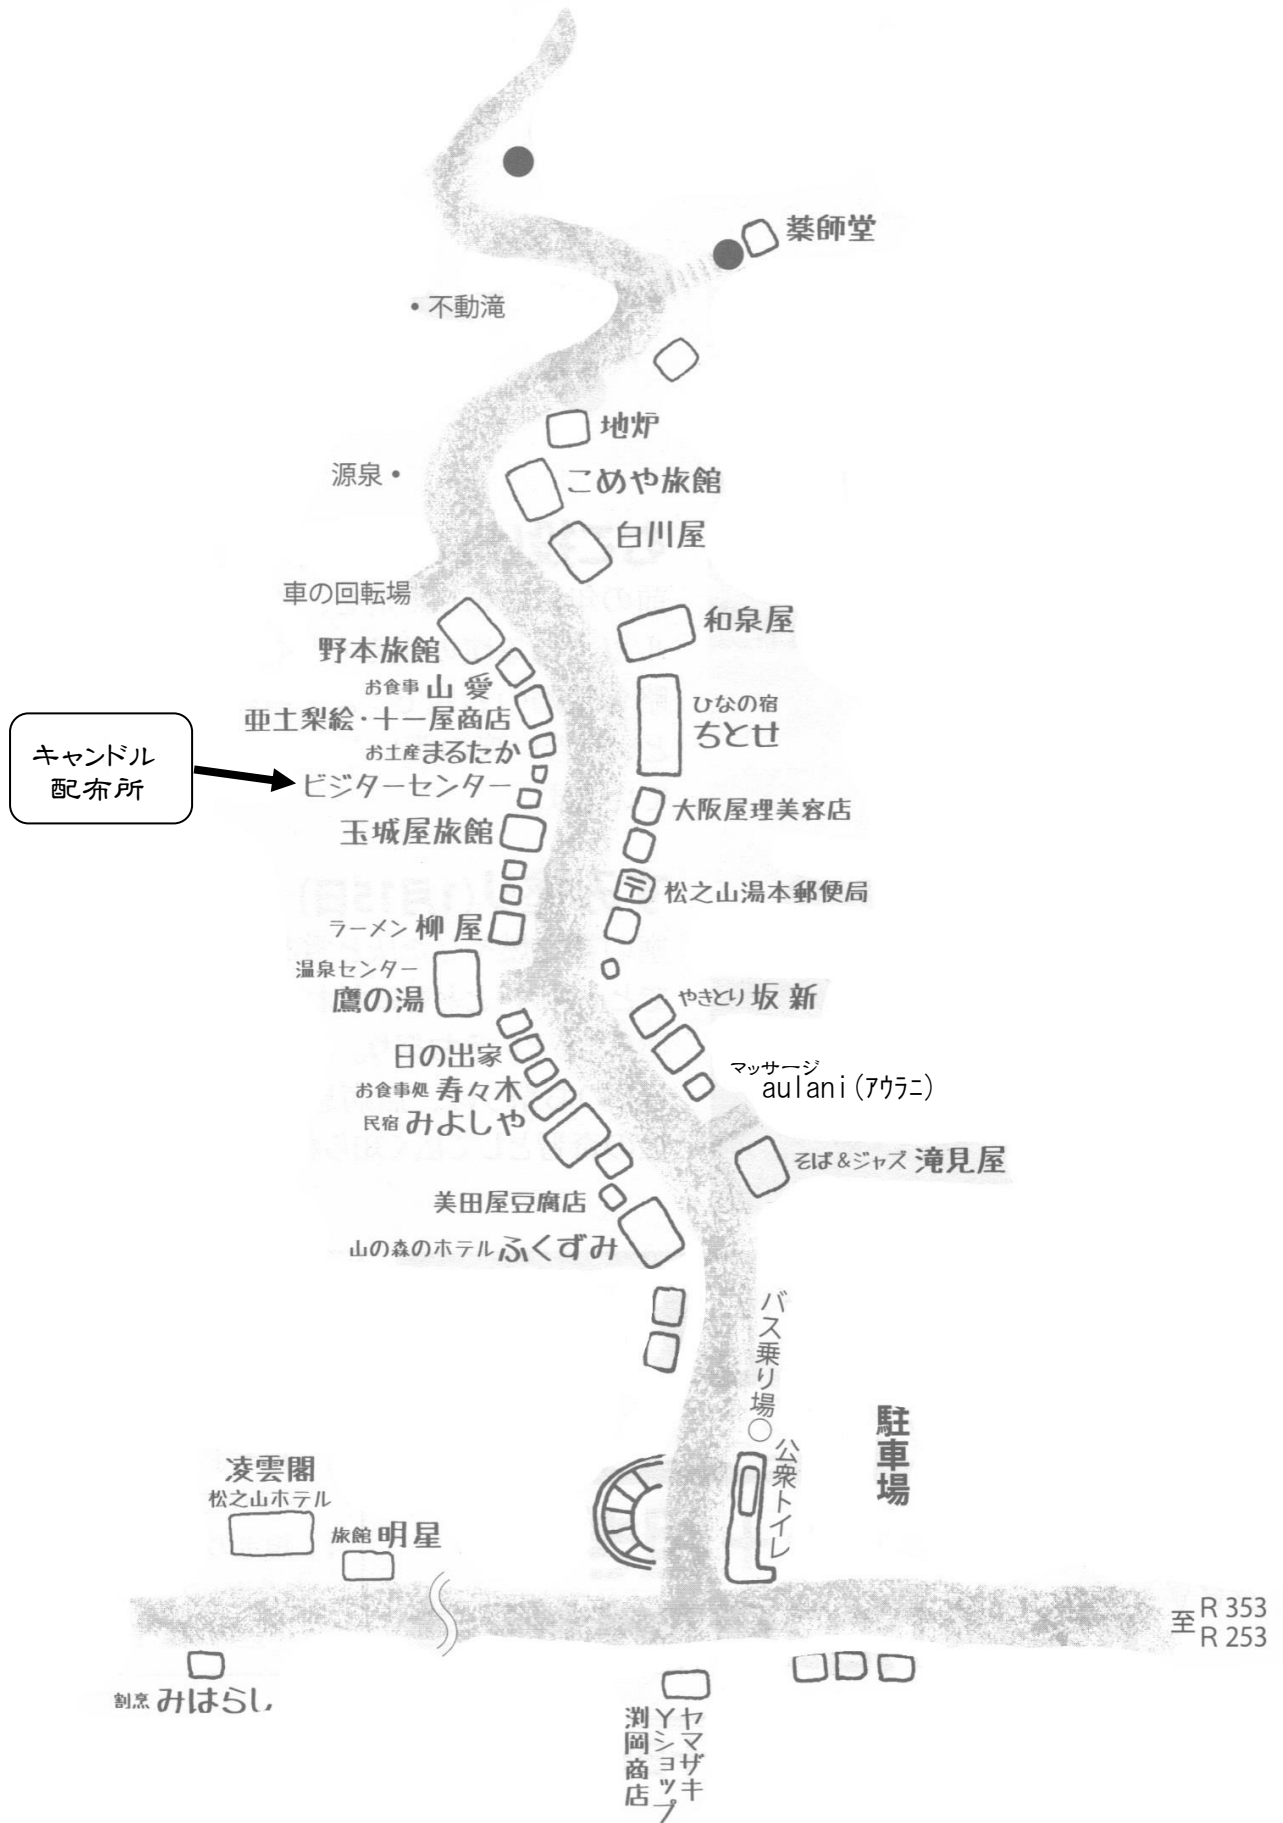 薬師堂
・不動滝
地炉
源泉・
こめや旅館
白川屋
車の回転場
和泉屋
野本旅館
お食事 山愛
ひなの宿
ちとせ
亜土梨絵・十一屋商店
お土産 まるたか
キャンドル
配布所
ビジターセンター
大阪屋理美容店
玉城屋旅館
〒
松之山湯本郵便局
ラーメン 柳屋
温泉センター
鷹の湯
やきとり 坂新
日の出家
マッサージ
aulani(アウラニ)
お食事処 寿々木
民宿 みよしや
そば&ジャズ 滝見屋
美田屋豆腐店
山の森のホテル ふくずみ
バス乗り場
公衆トイレ
駐車場
凌雲閣
松之山ホテル
旅館 明星
至 R 353
R 253
割烹 みはらし
ヤマザキ
Yショップ
渕岡商店